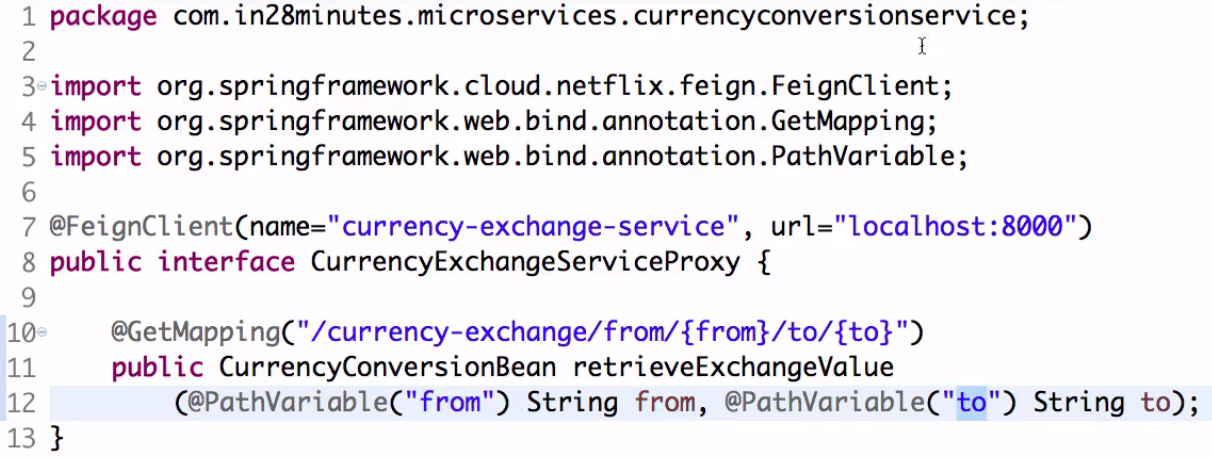 1 package com.in28minutes.microservices.currencyconversionservice;
2
3 import org.springframework.cloud.netflix.feign.FeignClient;
4 import org.springframework.web.bind.annotation.GetMapping;
5 import org.springframework.web.bind.annotation.PathVariable;
6
7 @FeignClient(name="currency-exchange-service", url="localhost:8000")
8 public interface CurrencyExchangeServiceProxy {
9
10 @GetMapping("/currency-exchange/from/{from}/to/{to}")
11 public CurrencyConversionBean retrieveExchangeValue
12 (@PathVariable("from") String from, @PathVariable("to") String to);
13 }